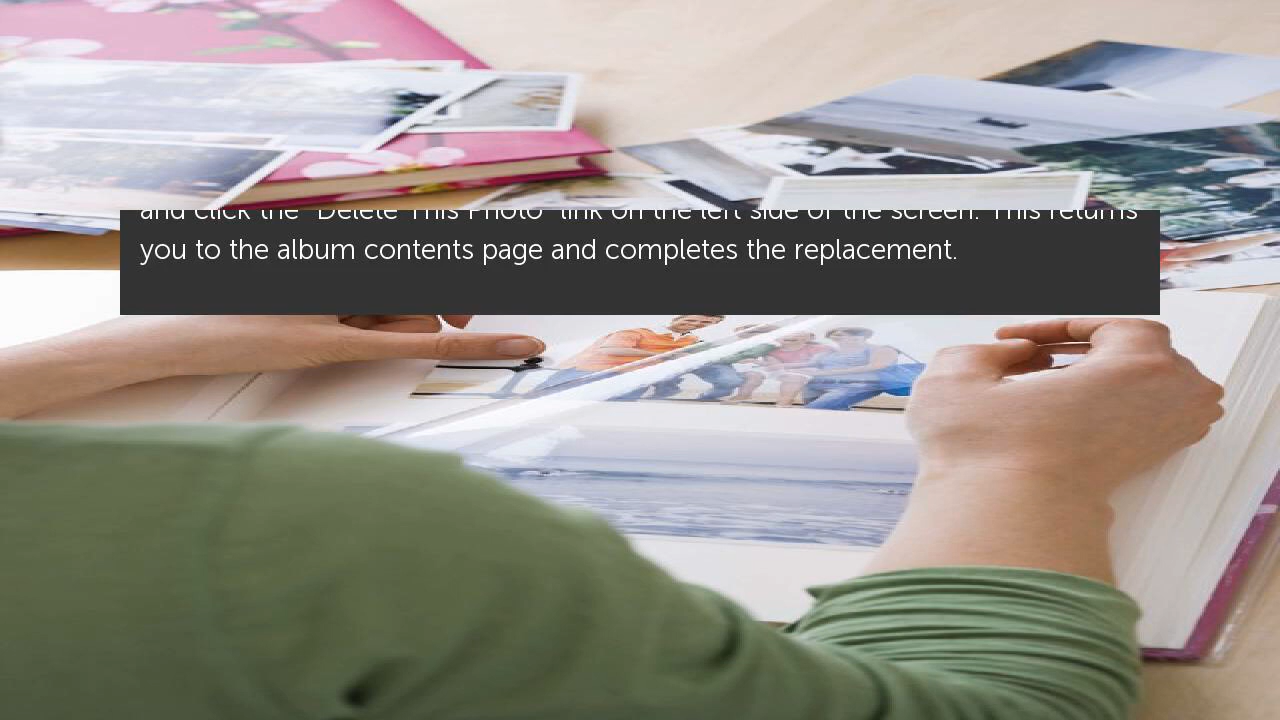 and click the "Delete This Photo" link on the left side of the screen. This returns
you to the album contents page and completes the replacement.